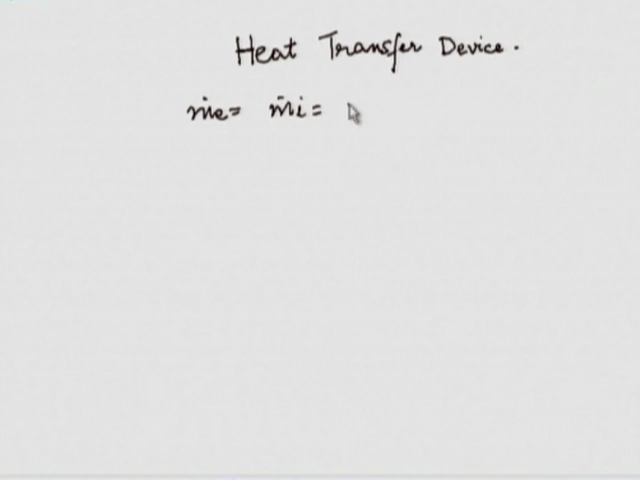 Heat Transfer Device.
ṁe = ṁi =